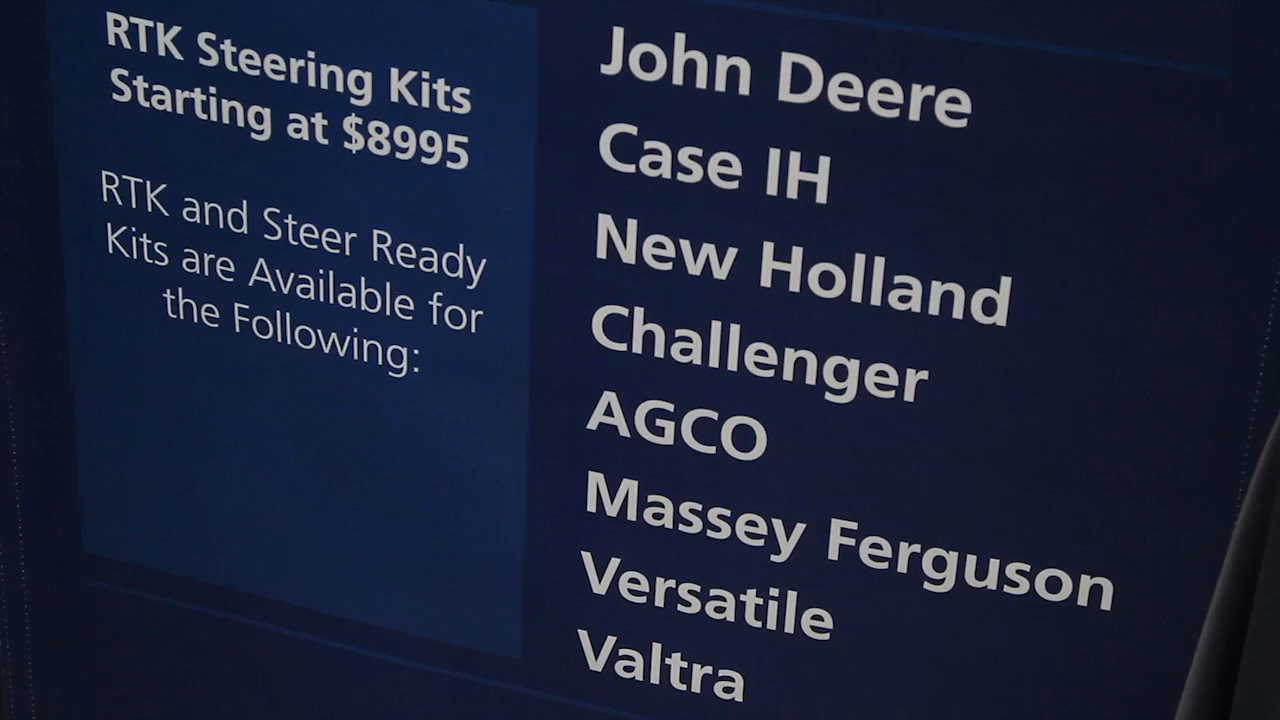 RTK Steering Kits
Starting at $8995
RTK and Steer Ready
Kits are Available for
the Following:
John Deere
Case IH
New Holland
Challenger
AGCO
Massey Ferguson
Versatile
Valtra